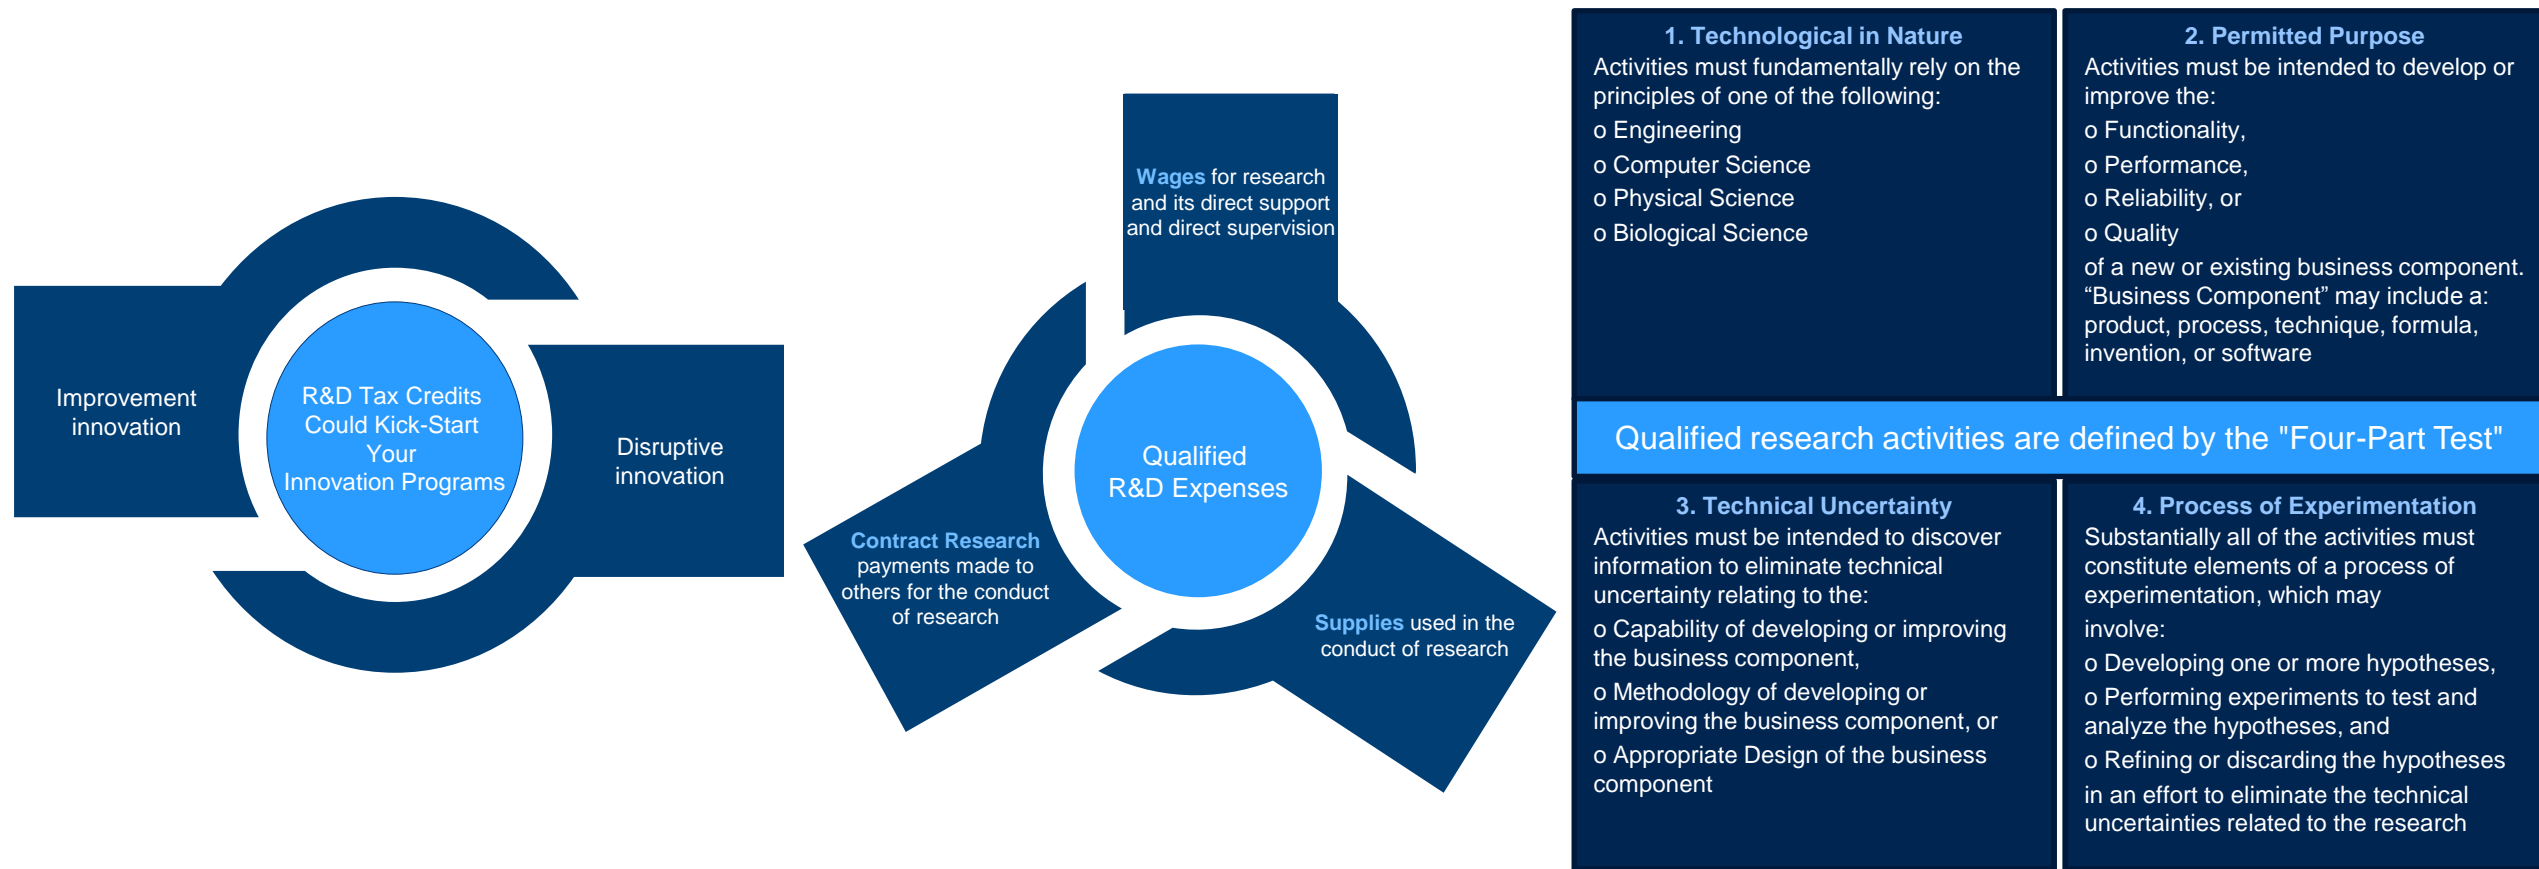 Improvement
innovation
R&D Tax Credits
Could Kick-Start
Your
Innovation Programs
Disruptive
innovation
Wages for research
and its direct support
and direct supervision
Qualified
R&D Expenses
Contract Research
payments made to
others for the conduct
of research
Supplies used in the
conduct of research
1. Technological in Nature
Activities must fundamentally rely on the
principles of one of the following:
o Engineering
o Computer Science
o Physical Science
o Biological Science
2. Permitted Purpose
Activities must be intended to develop or
improve the:
o Functionality,
o Performance,
o Reliability, or
o Quality
of a new or existing business component.
“Business Component” may include a:
product, process, technique, formula,
invention, or software
Qualified research activities are defined by the "Four-Part Test"
3. Technical Uncertainty
Activities must be intended to discover
information to eliminate technical
uncertainty relating to the:
o Capability of developing or improving
the business component,
o Methodology of developing or
improving the business component, or
o Appropriate Design of the business
component
4. Process of Experimentation
Substantially all of the activities must
constitute elements of a process of
experimentation, which may
involve:
o Developing one or more hypotheses,
o Performing experiments to test and
analyze the hypotheses, and
o Refining or discarding the hypotheses
in an effort to eliminate the technical
uncertainties related to the research